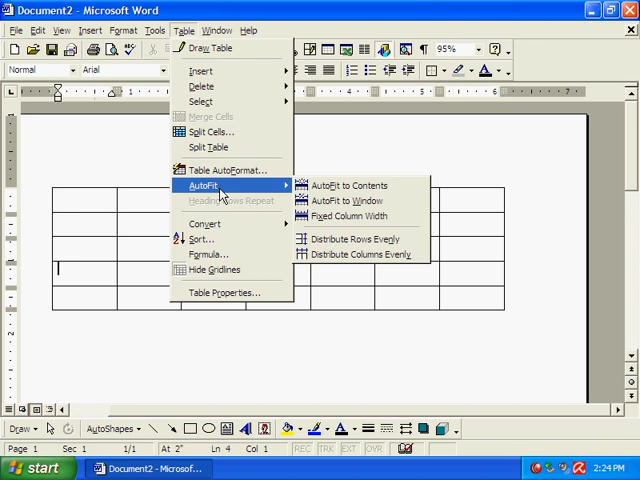 Document2 - Microsoft Word
File Edit View Insert Format Tools Table Window Help
95%
Normal Arial
Draw Table
Insert
Delete
Select
Merge Cells
Split Cells...
Split Table
Table AutoFormat...
AutoFit
Heading Rows Repeat
Convert
Sort...
Formula...
Hide Gridlines
Table Properties...
AutoFit to Contents
AutoFit to Window
Fixed Column Width
Distribute Rows Evenly
Distribute Columns Evenly
Draw AutoShapes
Page 1 Sec 1 1/1 At 2" Ln 4 Col 1 REC TRK EXT OVR
start Document2 - Microsof... 2:24 PM